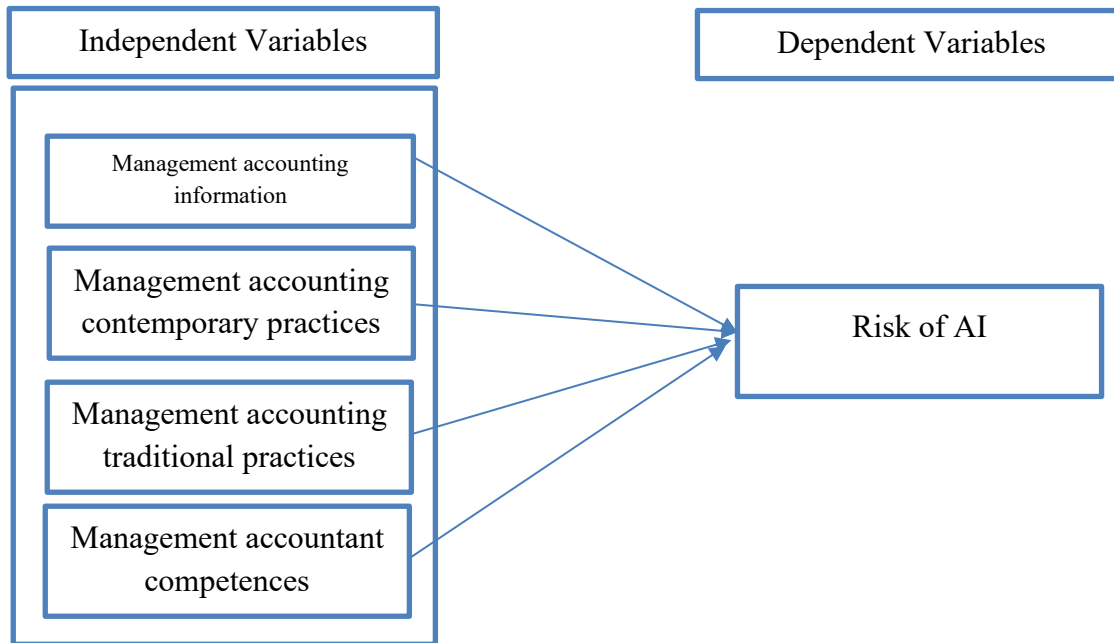 Independent Variables
Dependent Variables
Management accounting
information
Management accounting
contemporary practices
Management accounting
traditional practices
Management accountant
competences
Risk of AI